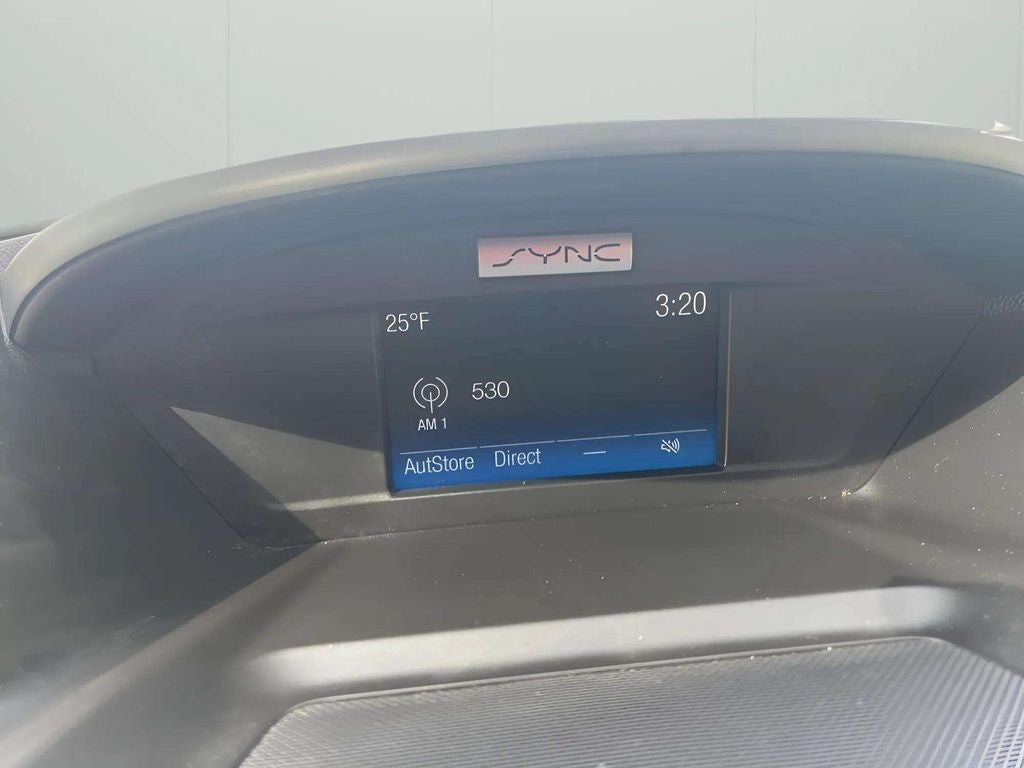 SYNC
25°F 3:20
530
AM 1
AutStore Direct —